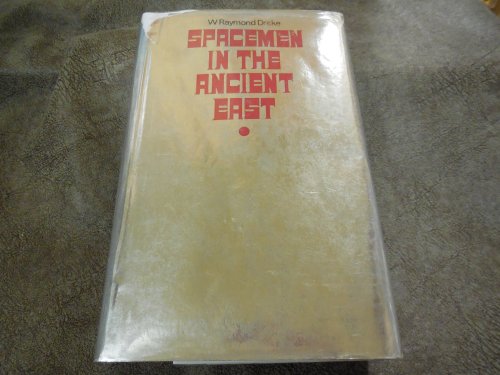 W Raymond Drake
SPACEMEN
IN THE
ANCIENT
EAST